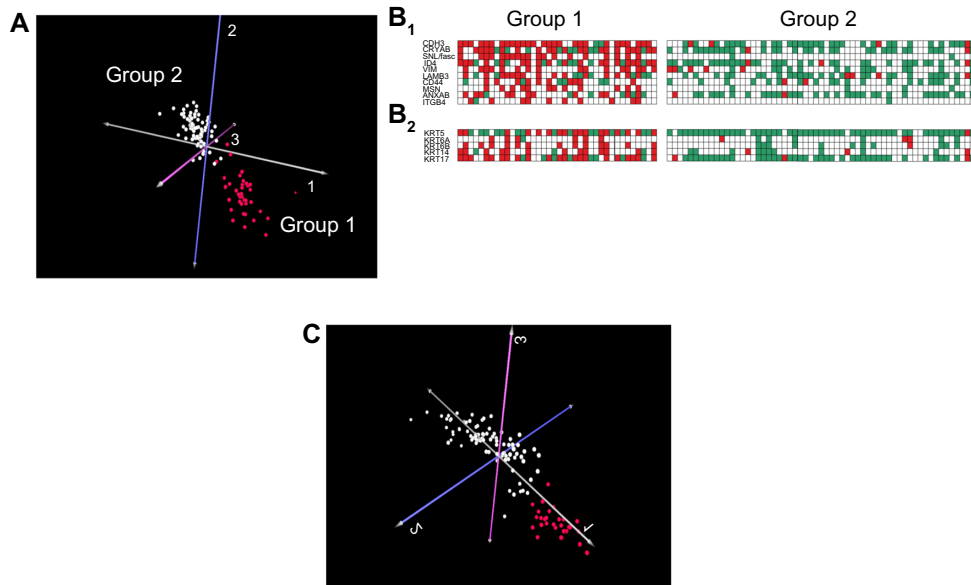 A
2
Group 2
3
1
Group 1
B1
Group 1
Group 2
CDH3
CRYAB
SNL/fasc
ID4
VIM
LAMB3
CD44
MSN
ANXAB
ITGB4
B2
KRT5
KRT6A
KRT6B
KRT14
KRT17
C
3
2
1